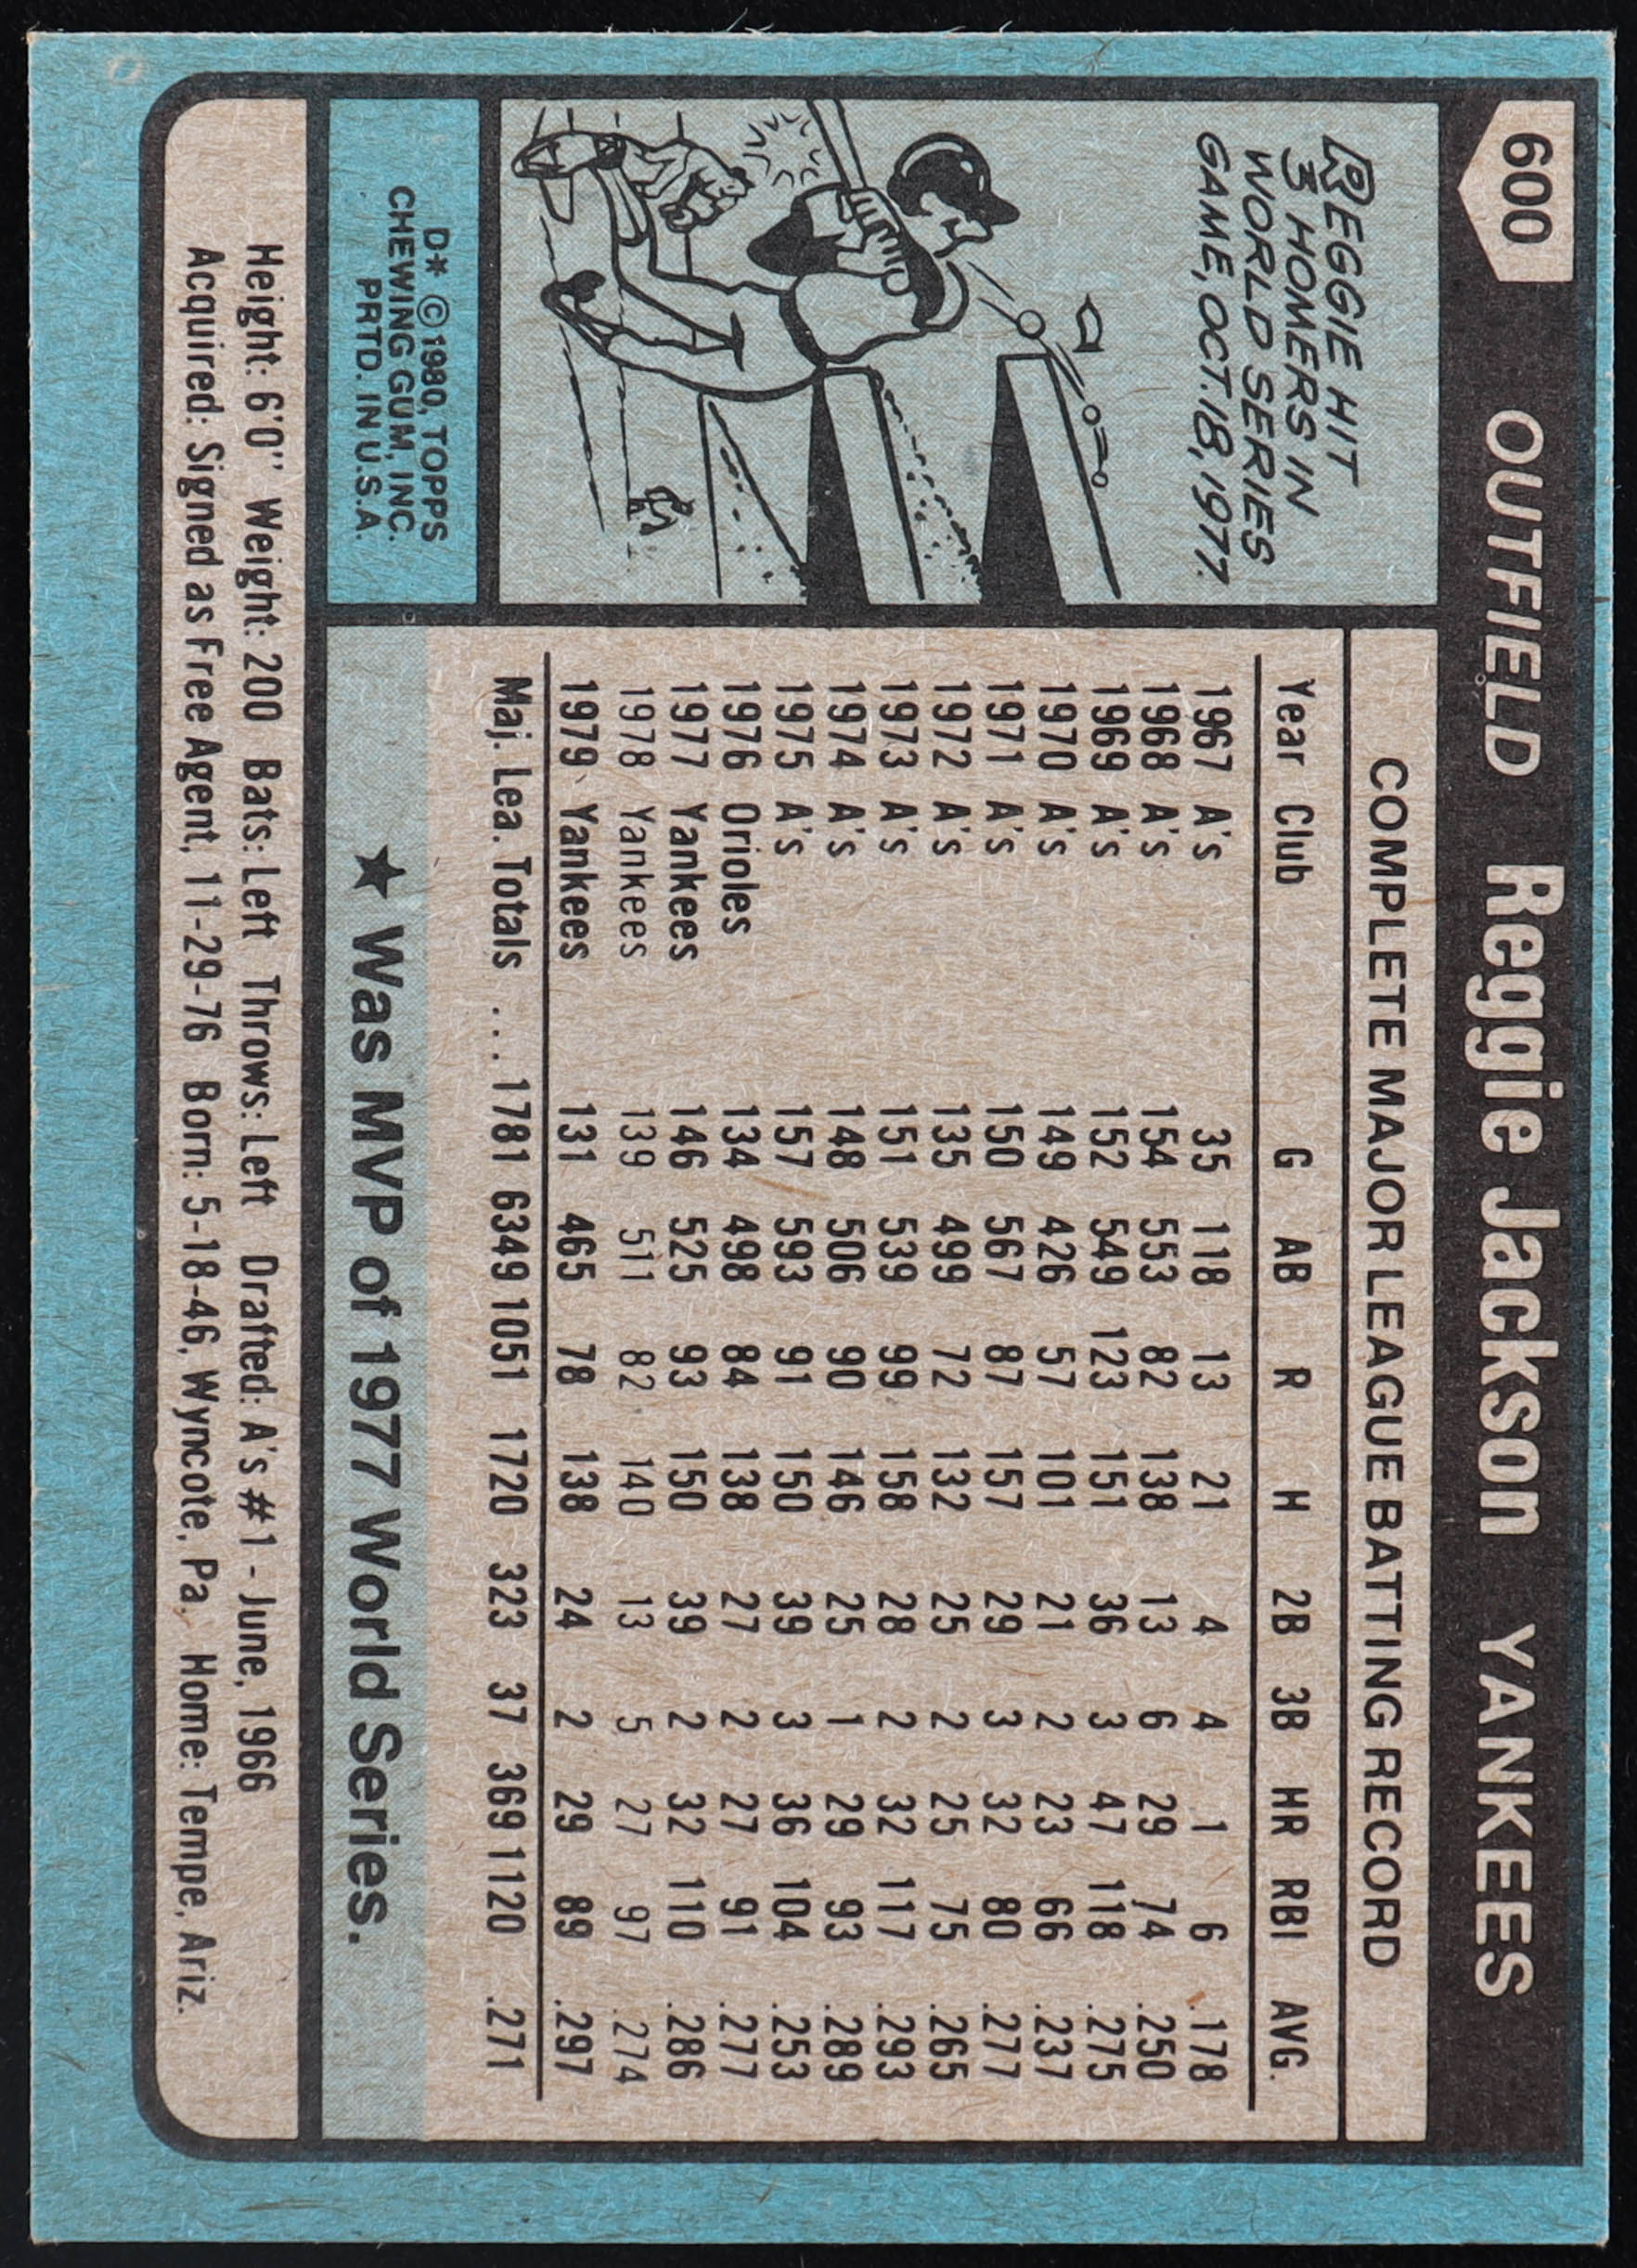 600 OUTFIELD Reggie Jackson YANKEES
REGGIE HIT
3 HOMERS IN
WORLD SERIES
GAME, OCT. 18, 1977.
D* © 1980, TOPPS
CHEWING GUM, INC.
PRTD. IN U.S.A.
COMPLETE MAJOR LEAGUE BATTING RECORD
Year Club G AB R H 2B 3B HR RBI AVG.
1967 A's 35 118 13 21 4 4 1 6 .178
1968 A's 154 553 82 138 13 6 29 74 .250
1969 A's 152 549 123 151 36 3 47 118 .275
1970 A's 149 426 57 101 21 2 23 66 .237
1971 A's 150 567 87 157 29 3 32 80 .277
1972 A's 135 499 72 132 25 2 25 75 .265
1973 A's 151 539 99 158 28 2 32 117 .293
1974 A's 148 506 90 146 25 1 29 93 .289
1975 A's 157 593 91 150 39 3 36 104 .253
1976 Orioles 134 498 84 138 27 2 27 91 .277
1977 Yankees 146 525 93 150 39 2 32 110 .286
1978 Yankees 139 511 82 140 13 5 27 97 .274
1979 Yankees 131 465 78 138 24 2 29 89 .297
Maj. Lea. Totals . . . 1781 6349 1051 1720 323 37 369 1120 .271
★ Was MVP of 1977 World Series.
Height: 6'0" Weight: 200 Bats: Left Throws: Left Drafted: A's #1 - June, 1966
Acquired: Signed as Free Agent, 11-29-76 Born: 5-18-46, Wyncote, Pa. Home: Tempe, Ariz.